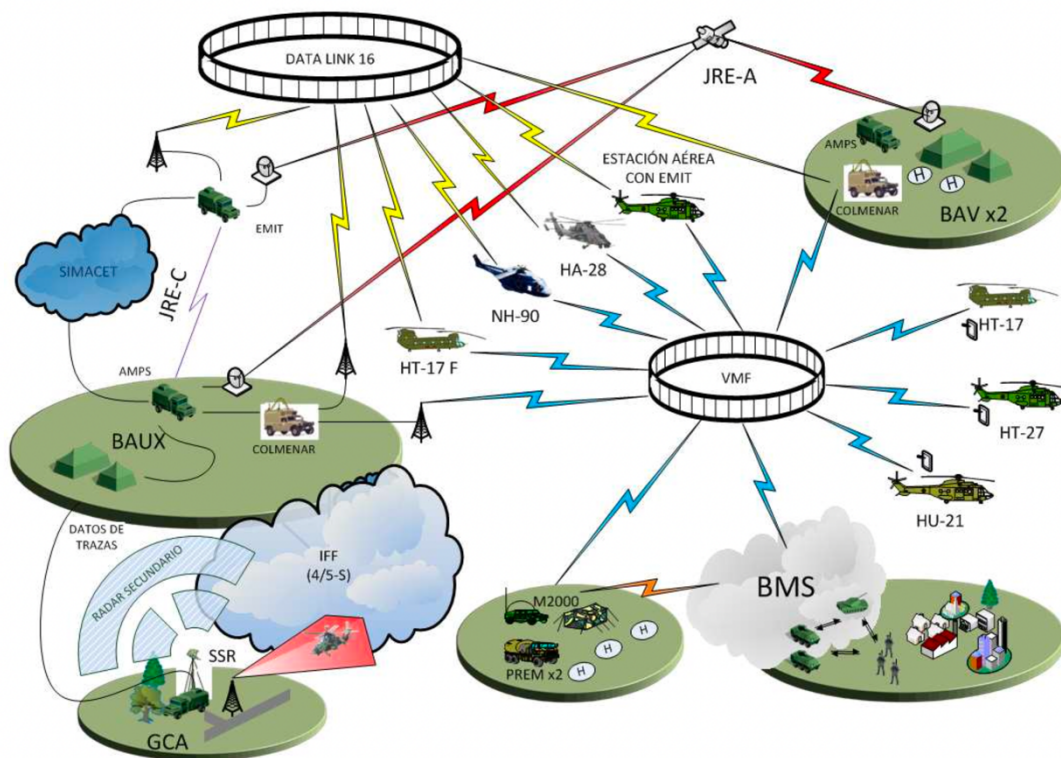 DATA LINK 16
JRE-A
AMPS
COLMENAR
H
H
BAV x2
ESTACIÓN AÉREA
CON EMIT
EMIT
HA-28
SIMACET
JRE-C
NH-90
HT-17
HT-17 F
VMF
AMPS
HT-27
BAUX
COLMENAR
HU-21
DATOS DE
TRAZAS
RADAR SECUNDARIO
IFF
(4/5-S)
BMS
M2000
H
H
H
PREM x2
SSR
GCA